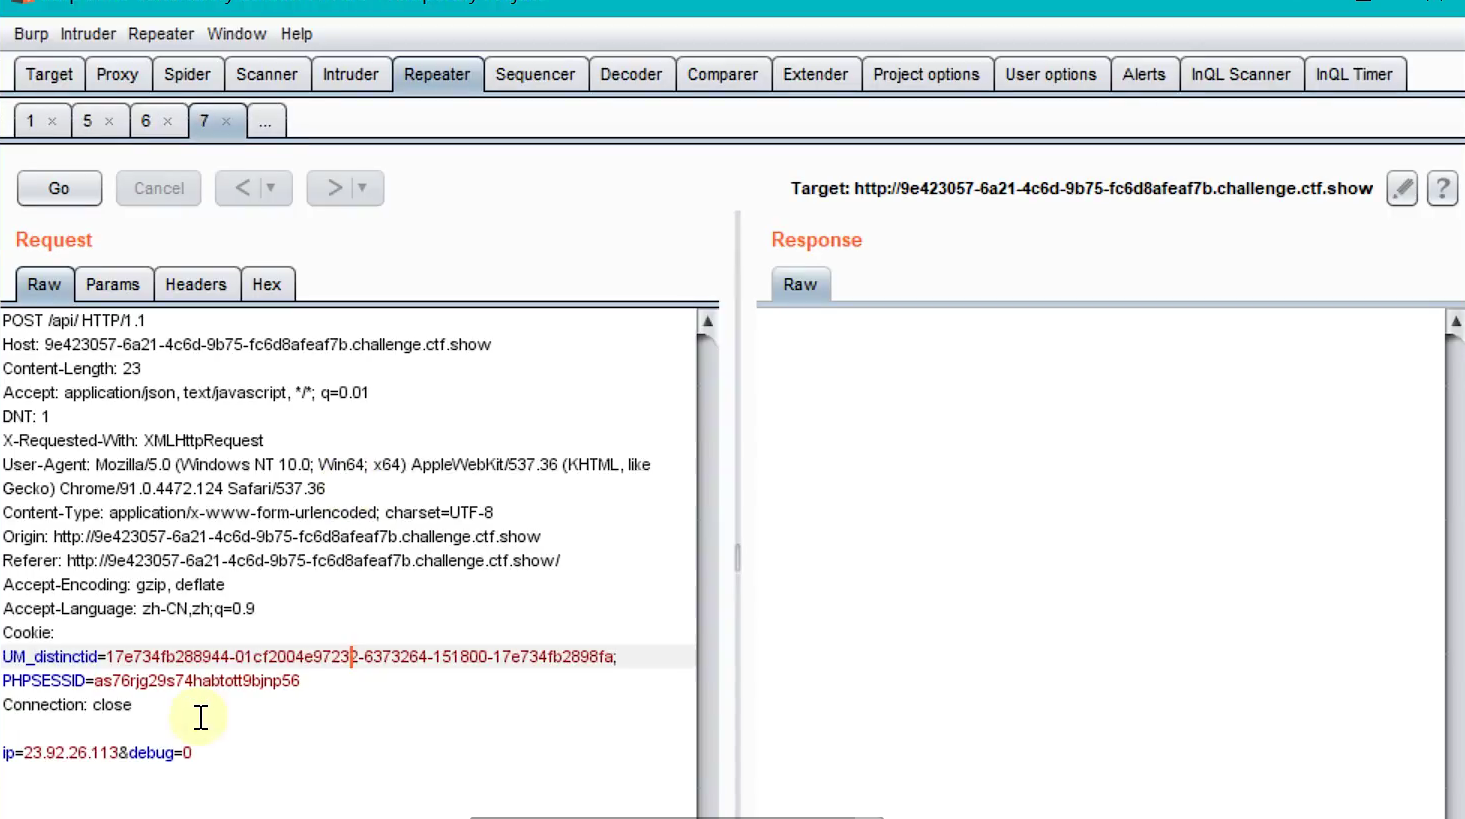 Burp Intruder Repeater Window Help
Target Proxy Spider Scanner Intruder Repeater Sequencer Decoder Comparer Extender Project options User options Alerts InQL Scanner InQL Timer
1 × 5 × 6 × 7 × ...
Go Cancel < ▼ > ▼ Target: http://9e423057-6a21-4c6d-9b75-fc6d8afeaf7b.challenge.ctf.show ?
Request
Response
Raw Params Headers Hex
Raw
POST /api/ HTTP/1.1
Host: 9e423057-6a21-4c6d-9b75-fc6d8afeaf7b.challenge.ctf.show
Content-Length: 23
Accept: application/json, text/javascript, */*; q=0.01
DNT: 1
X-Requested-With: XMLHttpRequest
User-Agent: Mozilla/5.0 (Windows NT 10.0; Win64; x64) AppleWebKit/537.36 (KHTML, like
Gecko) Chrome/91.0.4472.124 Safari/537.36
Content-Type: application/x-www-form-urlencoded; charset=UTF-8
Origin: http://9e423057-6a21-4c6d-9b75-fc6d8afeaf7b.challenge.ctf.show
Referer: http://9e423057-6a21-4c6d-9b75-fc6d8afeaf7b.challenge.ctf.show/
Accept-Encoding: gzip, deflate
Accept-Language: zh-CN,zh;q=0.9
Cookie:
UM_distinctid=17e734fb288944-01cf2004e97232-6373264-151800-17e734fb2898fa;
PHPSESSID=as76rjg29s74habtott9bjnp56
Connection: close
ip=23.92.26.113&debug=0